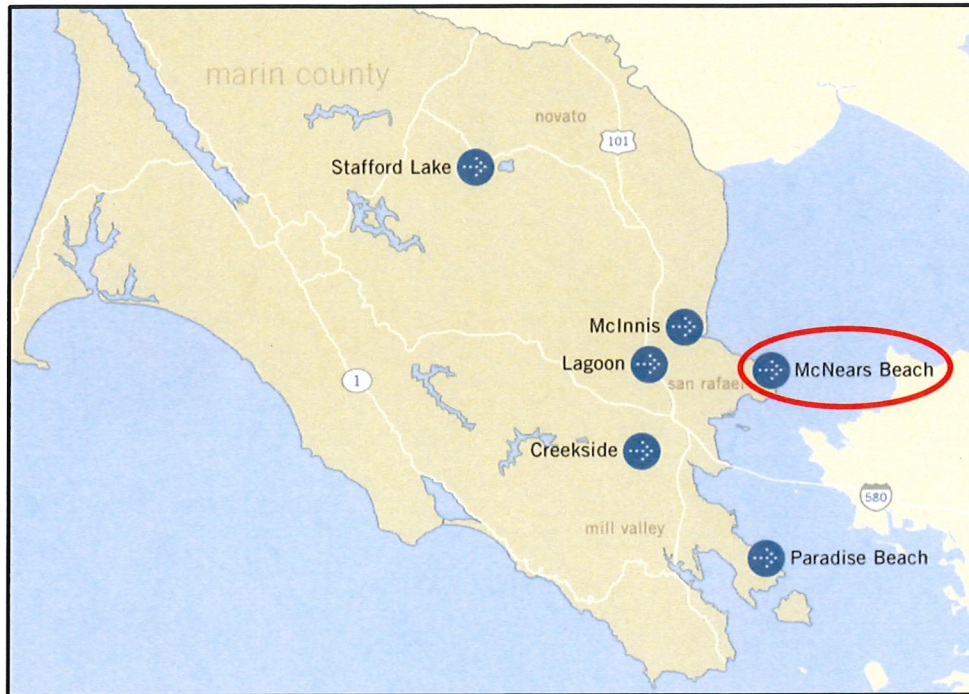 marin county
novato
101
Stafford Lake
McInnis
Lagoon
san rafael
McNears Beach
1
Creekside
580
mill valley
Paradise Beach